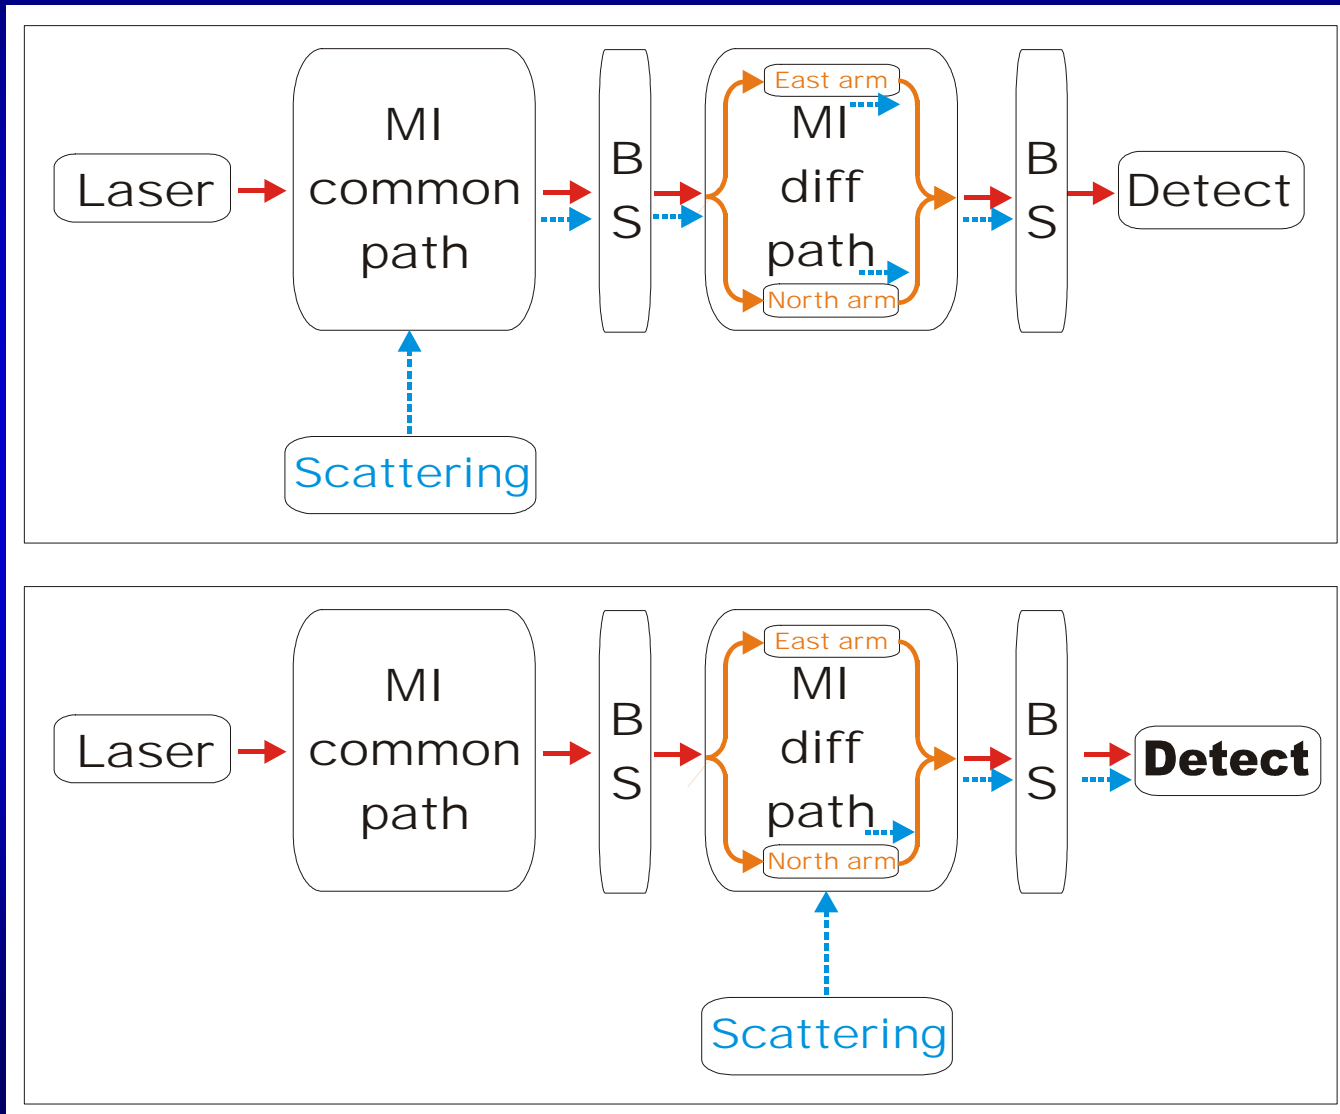 East arm
MI
common
path
B
S
MI
diff
path
B
S
Laser
Detect
North arm
Scattering
East arm
MI
common
path
B
S
MI
diff
path
B
S
Laser
Detect
North arm
Scattering